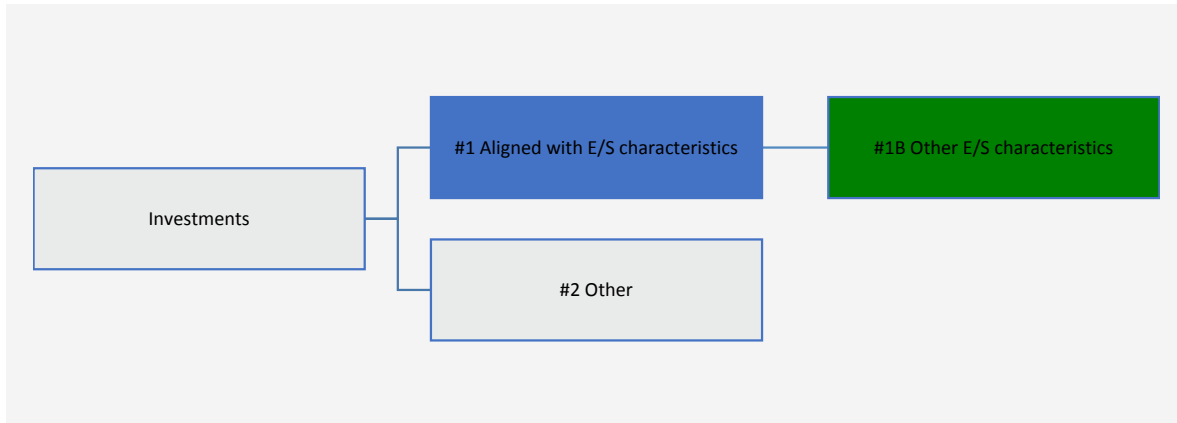 Investments
#1 Aligned with E/S characteristics
#1B Other E/S characteristics
#2 Other